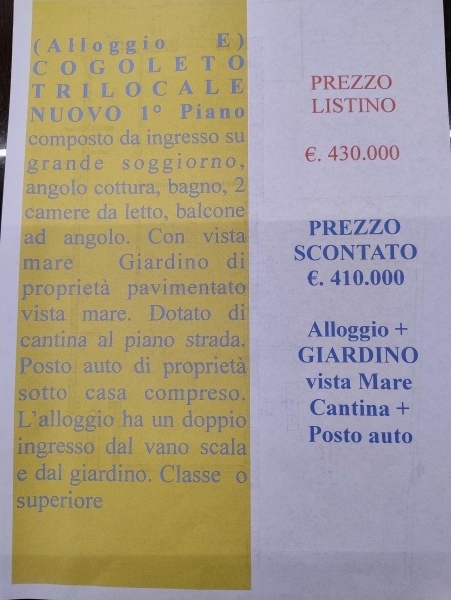 (Alloggio E)
COGOLETO
TRILOCALE
NUOVO 1° Piano
composto da ingresso su
grande soggiorno,
angolo cottura, bagno, 2
camere da letto, balcone
ad angolo. Con vista
mare Giardino di
proprietà pavimentato
vista mare. Dotato di
cantina al piano strada.
Posto auto di proprietà
sotto casa compreso.
L'alloggio ha un doppio
ingresso dal vano scala
e dal giardino. Classe o
superiore
PREZZO
LISTINO
€. 430.000
PREZZO
SCONTATO
€. 410.000
Alloggio +
GIARDINO
vista Mare
Cantina +
Posto auto